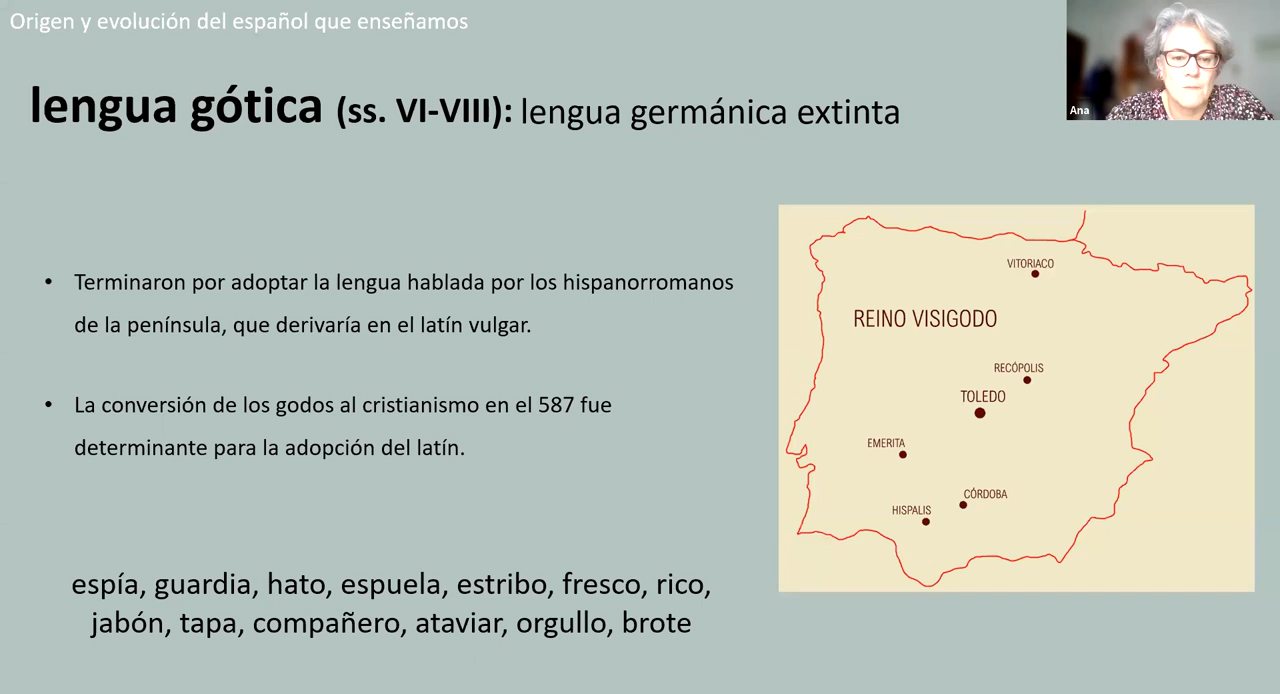 Origen y evolución del español que enseñamos
lengua gótica (ss. VI-VIII): lengua germánica extinta
Ana
• Terminaron por adoptar la lengua hablada por los hispanorromanos
de la península, que derivaría en el latín vulgar.
• La conversión de los godos al cristianismo en el 587 fue
determinante para la adopción del latín.
espía, guardia, hato, espuela, estribo, fresco, rico,
jabón, tapa, compañero, ataviar, orgullo, brote
VITORIACO
REINO VISIGODO
RECÓPOLIS
TOLEDO
EMERITA
CÓRDOBA
HISPALIS